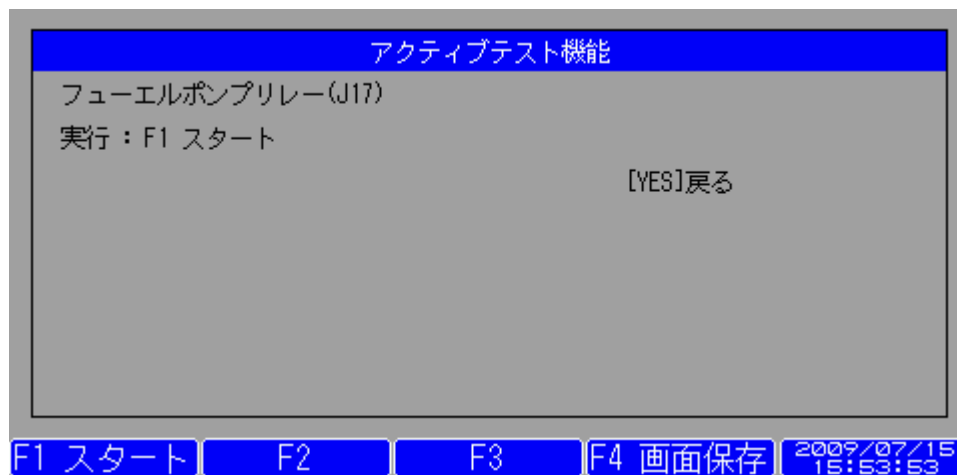 アクティブテスト機能
フューエルポンプリレー(J17)
実行：F1 スタート
[YES]戻る
F1 スタート F2 F3 F4 画面保存 2009/07/15
15:53:53